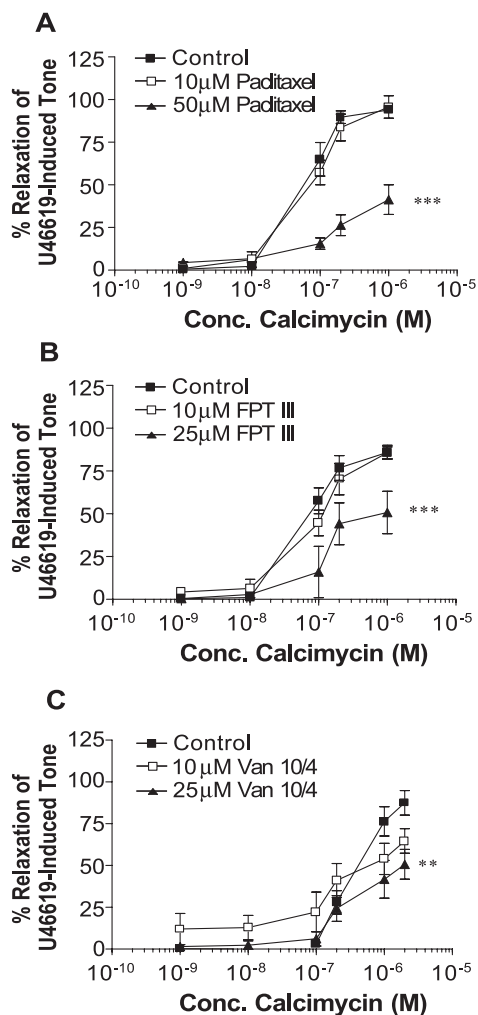 A
Control
10μM Paditaxel
50μM Paditaxel
% Relaxation of
U46619-Induced Tone
125
100
75
50
25
0
***
10-10 10-9 10-8 10-7 10-6 10-5
Conc. Calcimycin (M)
B
Control
10μM FPT III
25μM FPT III
% Relaxation of
U46619-Induced Tone
125
100
75
50
25
0
***
10-10 10-9 10-8 10-7 10-6 10-5
Conc. Calcimycin (M)
C
Control
10μM Van 10/4
25μM Van 10/4
% Relaxation of
U46619-Induced Tone
125
100
75
50
25
0
**
10-10 10-9 10-8 10-7 10-6 10-5
Conc. Calcimycin (M)